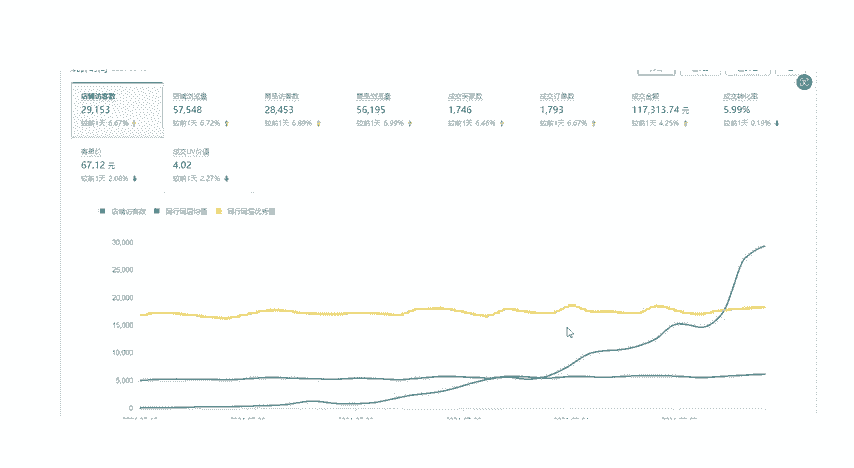 店铺访客数 店铺浏览量 商品访客数 商品浏览量 成交买家数 成交订单数 成交金额 成交转化率
29,153 57,548 28,453 56,195 1,746 1,793 117,313.74 元 5.99%
较前1天 6.67% 较前1天 6.72% 较前1天 6.89% 较前1天 6.99% 较前1天 6.46% 较前1天 6.67% 较前1天 4.25% 较前1天 0.19%
客单价 成交UV价值
67.12 元 4.02
较前1天 2.08% 较前1天 2.27%
店铺访客数 同行同层均值 同行同层优秀值
30,000
25,000
20,000
15,000
10,000
5,000
0